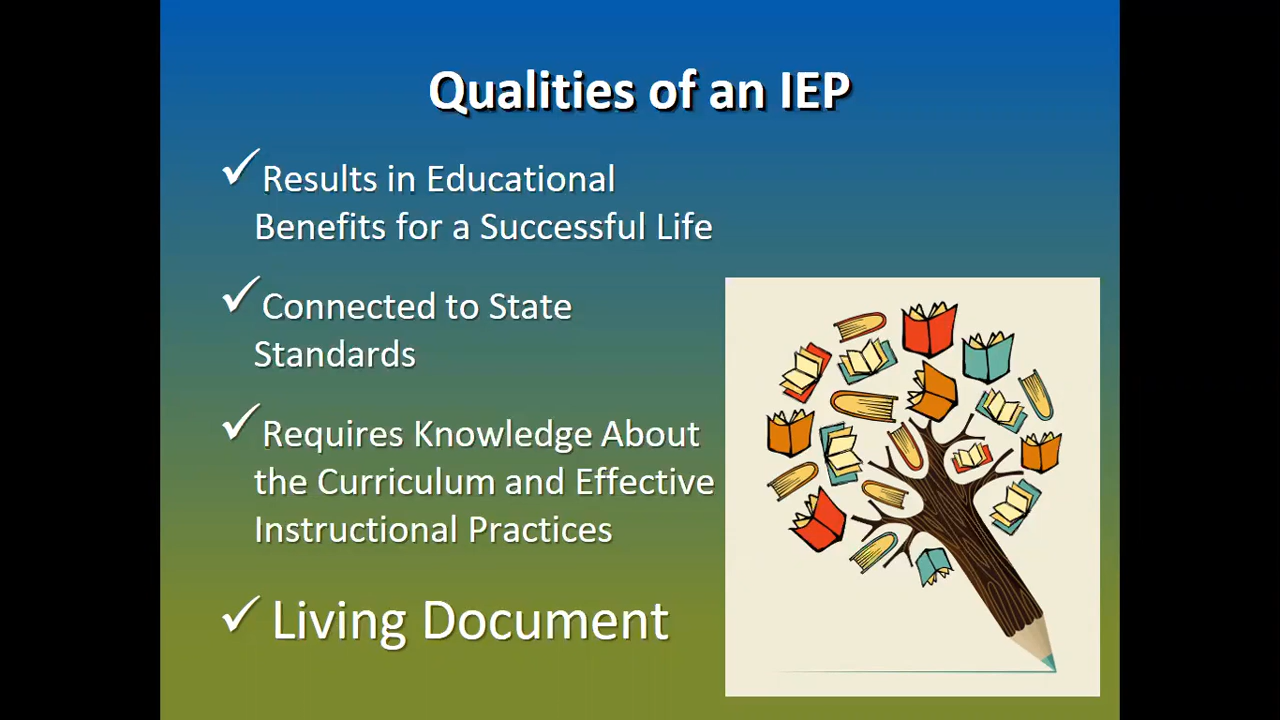 Qualities of an IEP
✓Results in Educational
Benefits for a Successful Life
✓Connected to State
Standards
✓Requires Knowledge About
the Curriculum and Effective
Instructional Practices
✓ Living Document